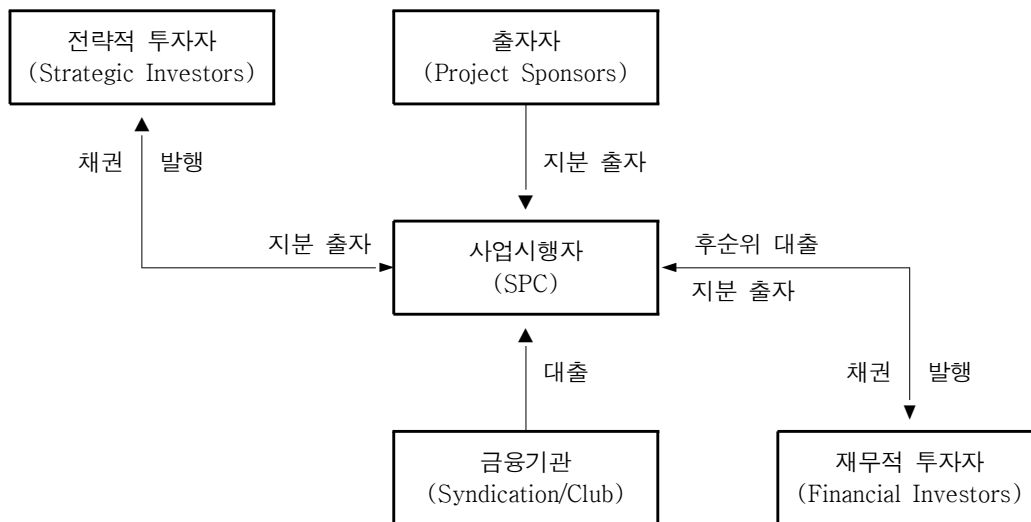 전략적 투자자
(Strategic Investors)
출자자
(Project Sponsors)
채권 발행
지분 출자
지분 출자
사업시행자
(SPC)
후순위 대출
지분 출자
대출
채권 발행
금융기관
(Syndication/Club)
재무적 투자자
(Financial Investors)